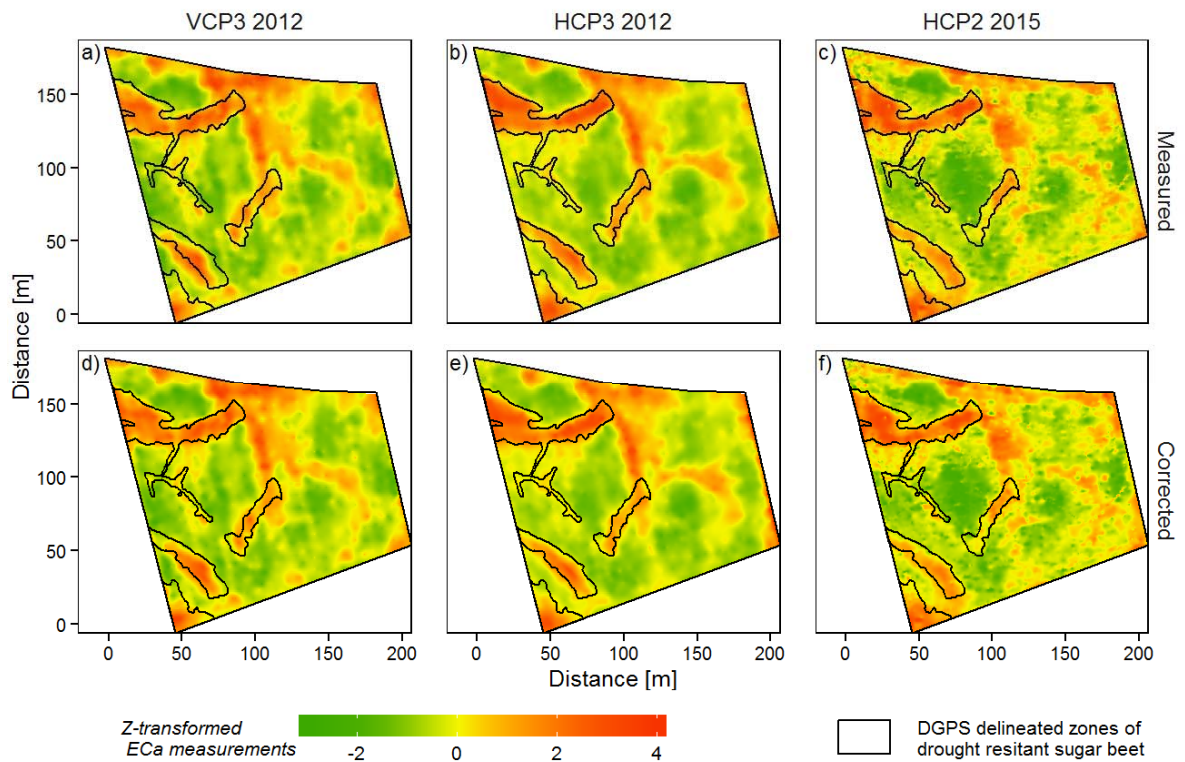 VCP3 2012
HCP3 2012
HCP2 2015
a)
b)
c)
150
100
50
0
Measured
Distance [m]
d)
e)
f)
150
100
50
0
Corrected
0 50 100 150 200
0 50 100 150 200
0 50 100 150 200
Distance [m]
Z-transformed
ECa measurements
-2 0 2 4
DGPS delineated zones of
drought resitant sugar beet